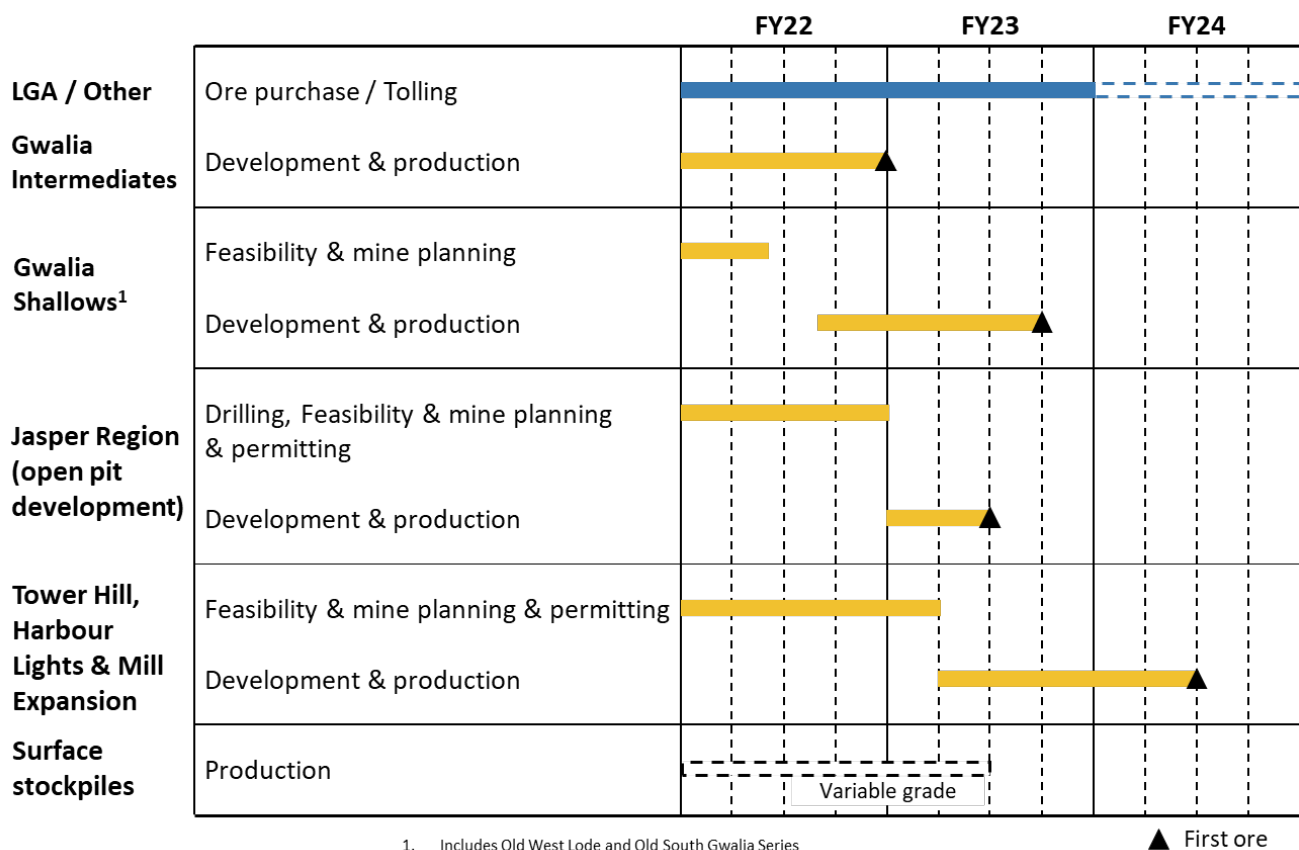 FY22 FY23 FY24
LGA / Other
Ore purchase / Tolling
Gwalia
Intermediates
Development & production
Gwalia
Shallows1
Feasibility & mine planning
Development & production
Jasper Region
(open pit
development)
Drilling, Feasibility & mine planning
& permitting
Development & production
Tower Hill,
Harbour
Lights & Mill
Expansion
Feasibility & mine planning & permitting
Development & production
Surface
stockpiles
Production
Variable grade
1. Includes Old West Lode and Old South Gwalia Series
▲ First ore